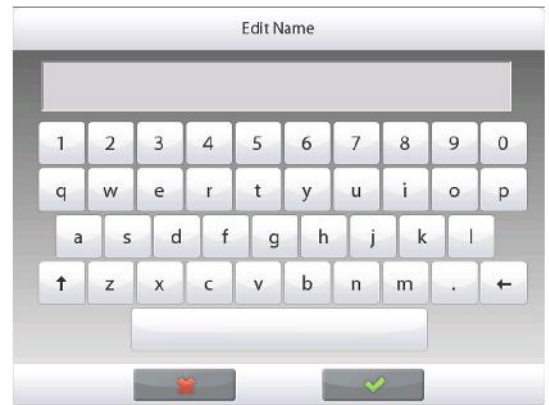 Edit Name
1 2 3 4 5 6 7 8 9 0
q w e r t y u i o p
a s d f g h j k l
↑ z x c v b n m . ←